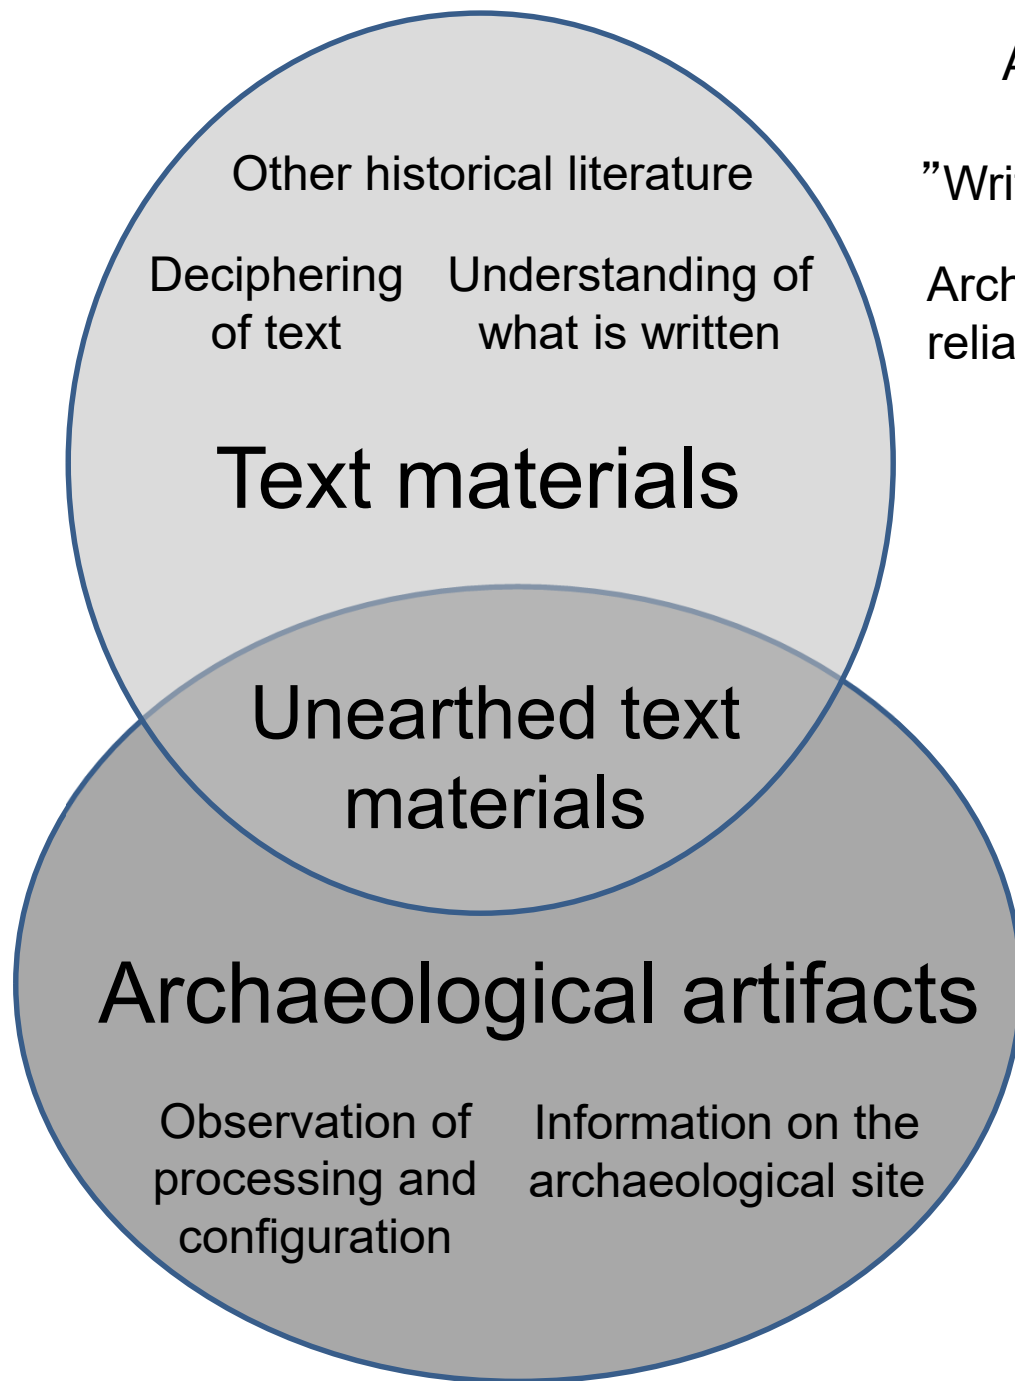 Other historical literature
Deciphering
of text
Understanding of
what is written
Text materials
Unearthed text
materials
Archaeological artifacts
Observation of
processing and
configuration
Information on the
archaeological site